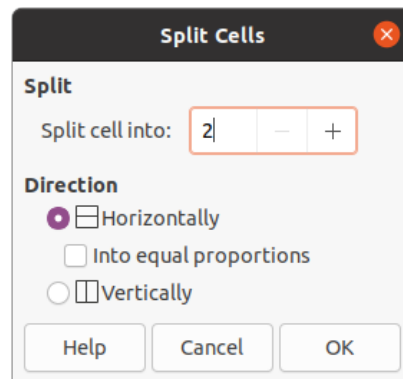 Split Cells
Split
Split cell into: 2
Direction
Horizontally
Into equal proportions
Vertically
Help Cancel OK